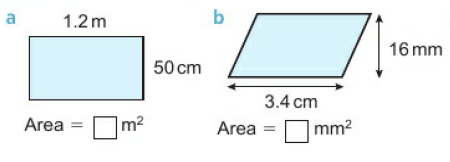 a
1.2 m
50 cm
Area = □ m²
b
16 mm
3.4 cm
Area = □ mm²